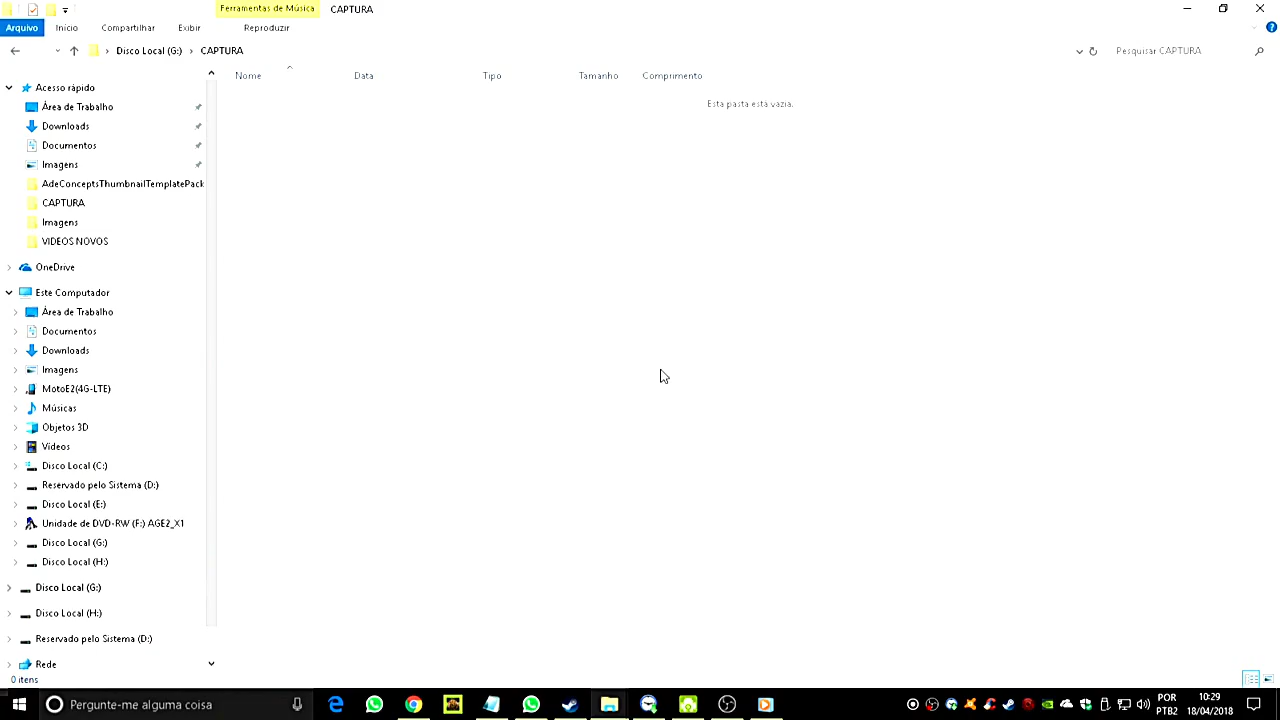 Ferramentas de Música
CAPTURA
Arquivo
Início
Compartilhar
Exibir
Reproduzir
Disco Local (G:) › CAPTURA
Pesquisar CAPTURA
Nome
Data
Tipo
Tamanho
Comprimento
Esta pasta está vazia.
Acesso rápido
Área de Trabalho
Downloads
Documentos
Imagens
AdeConceptsThumbnailTemplatePack
CAPTURA
Imagens
VIDEOS NOVOS
OneDrive
Este Computador
Área de Trabalho
Documentos
Downloads
Imagens
MotoE2(4G-LTE)
Músicas
Objetos 3D
Vídeos
Disco Local (C:)
Reservado pelo Sistema (D:)
Disco Local (E:)
Unidade de DVD-RW (F:) AGE2_X1
Disco Local (G:)
Disco Local (H:)
Disco Local (G:)
Disco Local (H:)
Reservado pelo Sistema (D:)
Rede
0 itens
Pergunte-me alguma coisa
POR
PTB2
10:29
18/04/2018